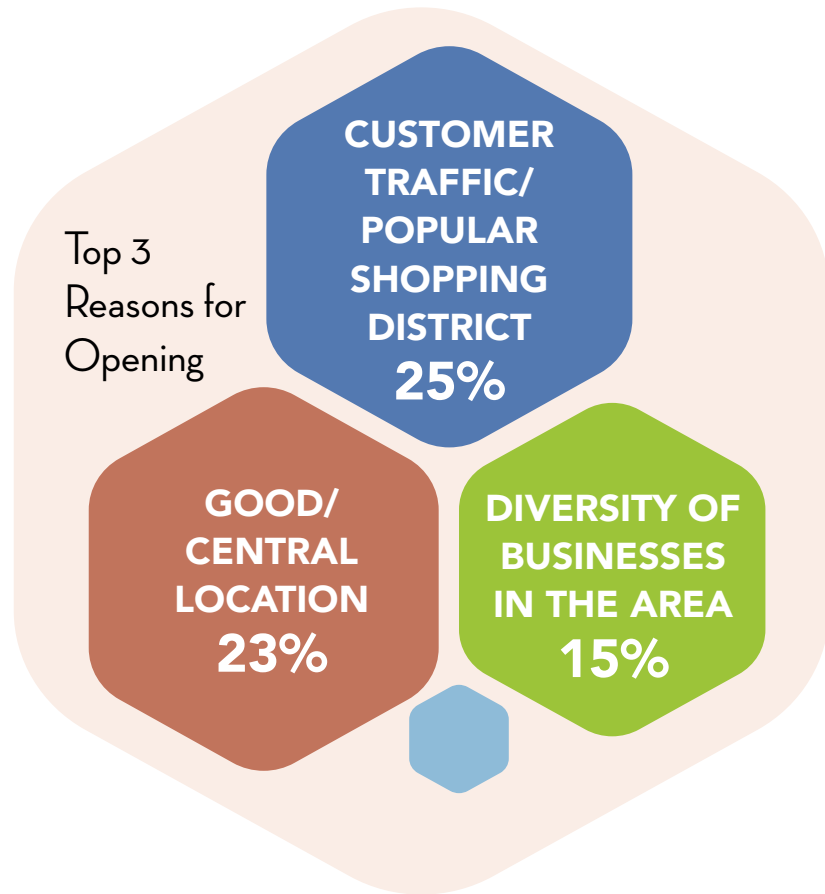 Top 3
Reasons for
Opening
CUSTOMER
TRAFFIC/
POPULAR
SHOPPING
DISTRICT
25%
GOOD/
CENTRAL
LOCATION
23%
DIVERSITY OF
BUSINESSES
IN THE AREA
15%